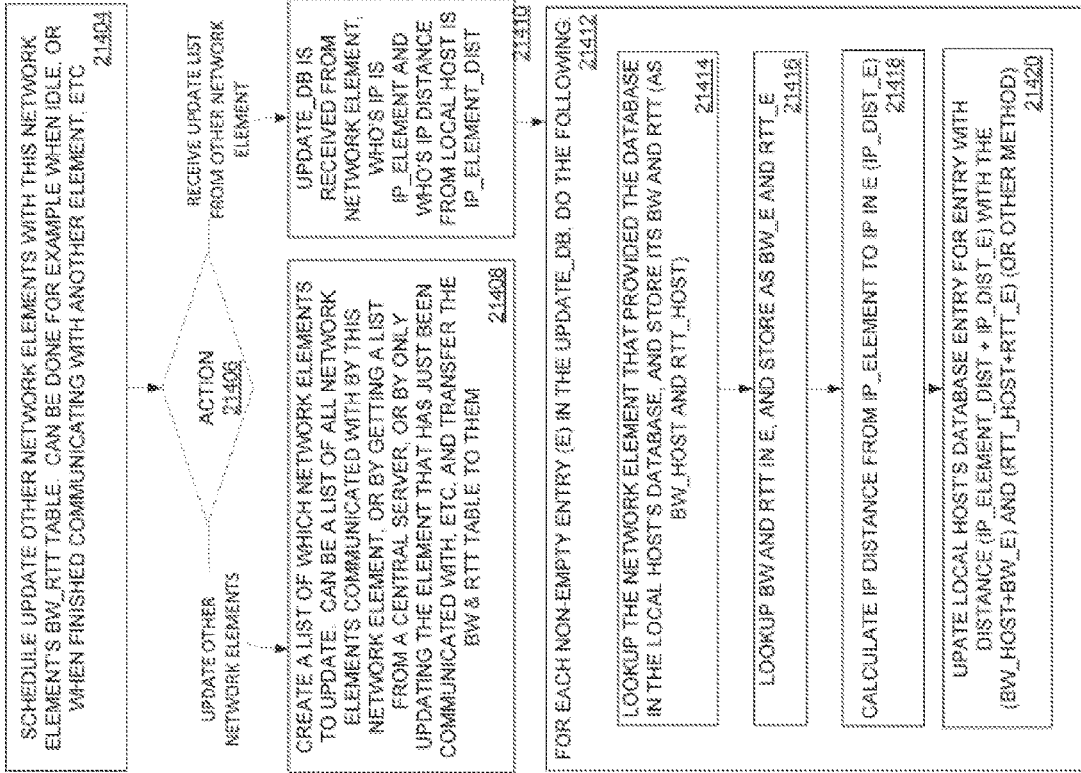 SCHEDULE UPDATE OTHER NETWORK ELEMENTS WITH THIS NETWORK
ELEMENTS BW_RTT TABLE. CAN BE DONE FOR EXAMPLE WHEN IDLE, OR
WHEN FINISHED COMMUNICATING WITH ANOTHER ELEMENT, ETC
21404
ACTION
21406
UPDATE OTHER
NETWORK ELEMENTS
RECEIVE UPDATE LIST
FROM OTHER NETWORK
ELEMENT
CREATE A LIST OF WHICH NETWORK ELEMENTS
TO UPDATE. CAN BE A LIST OF ALL NETWORK
ELEMENTS COMMUNICATED WITH BY THIS
NETWORK ELEMENT, OR BY GETTING A LIST
FROM A CENTRAL SERVER, OR BY ONLY
UPDATING THE ELEMENT THAT HAS JUST BEEN
COMMUNICATED WITH, ETC. AND TRANSFER THE
BW & RTT TABLE TO THEM
21408
UPDATE_DB IS
RECEIVED FROM
NETWORK ELEMENT,
WHO'S IP IS
IP_ELEMENT AND
WHO'S IP DISTANCE
FROM LOCAL HOST IS
IP_ELEMENT_DIST
21410
FOR EACH NON-EMPTY ENTRY (E) IN THE UPDATE_DB, DO THE FOLLOWING:
21412
LOOKUP THE NETWORK ELEMENT THAT PROVIDED THE DATABASE
IN THE LOCAL HOST'S DATABASE, AND STORE ITS BW AND RTT (AS
BW_HOST AND RTT_HOST)
21414
LOOKUP BW AND RTT IN E, AND STORE AS BW_E AND RTT_E
21416
CALCULATE IP DISTANCE FROM IP_ELEMENT TO IP IN E (IP_DIST_E)
21418
UPATE LOCAL HOST'S DATABASE ENTRY FOR ENTRY WITH
DISTANCE (IP_ELEMENT_DIST + IP_DIST_E) WITH THE
(BW_HOST+BW_E) AND (RTT_HOST+RTT_E) (OR OTHER METHOD)
21420